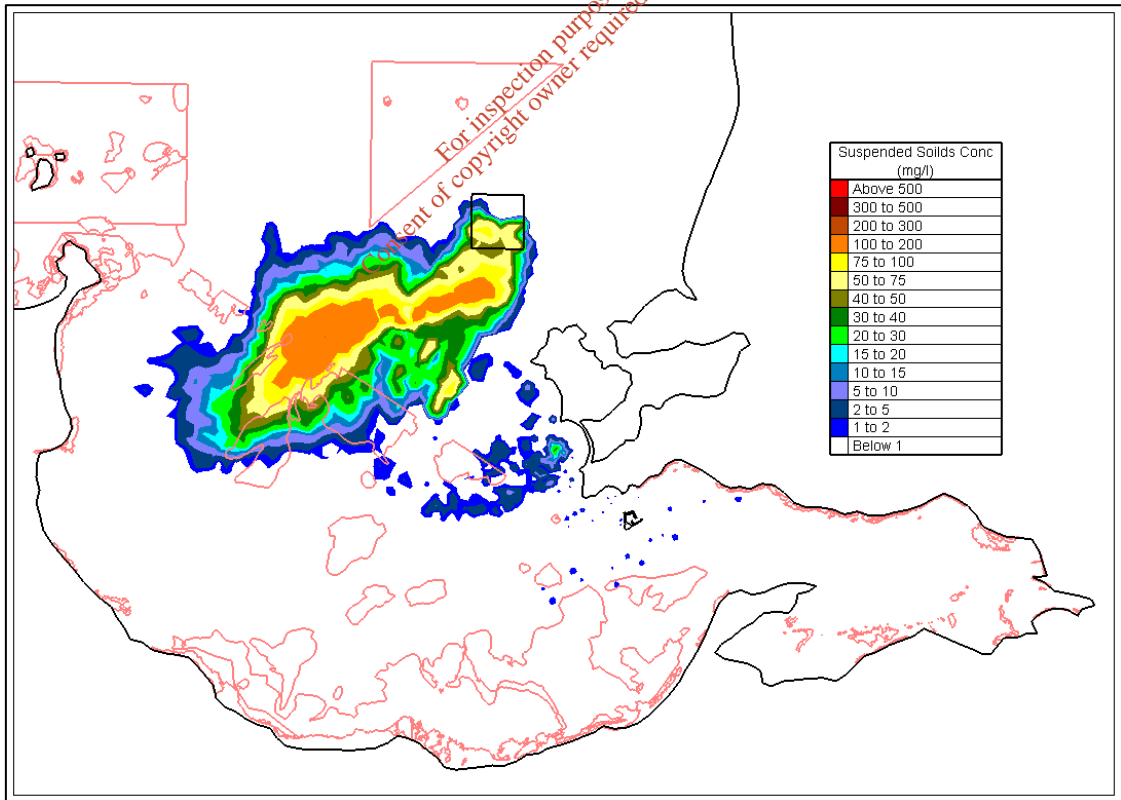 For inspection purpos
Consent of copyright owner required
Suspended Soilds Conc
(mg/l)
Above 500
300 to 500
200 to 300
100 to 200
75 to 100
50 to 75
40 to 50
30 to 40
20 to 30
15 to 20
10 to 15
5 to 10
2 to 5
1 to 2
Below 1